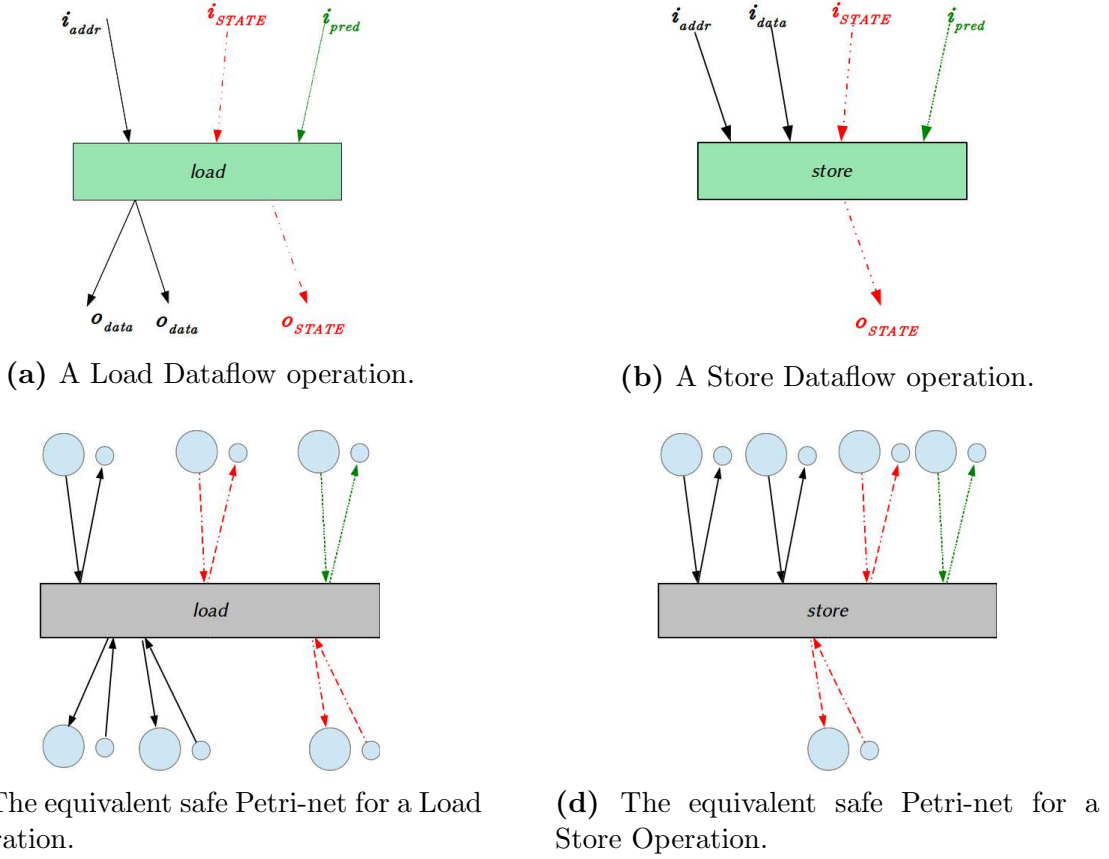 i_addr i_STATE i_pred
i_addr i_data i_STATE i_pred
load
store
o_data o_data o_STATE
o_STATE
(a) A Load Dataflow operation.
(b) A Store Dataflow operation.
load
store
The equivalent safe Petri-net for a Load
ration.
(d) The equivalent safe Petri-net for a
Store Operation.